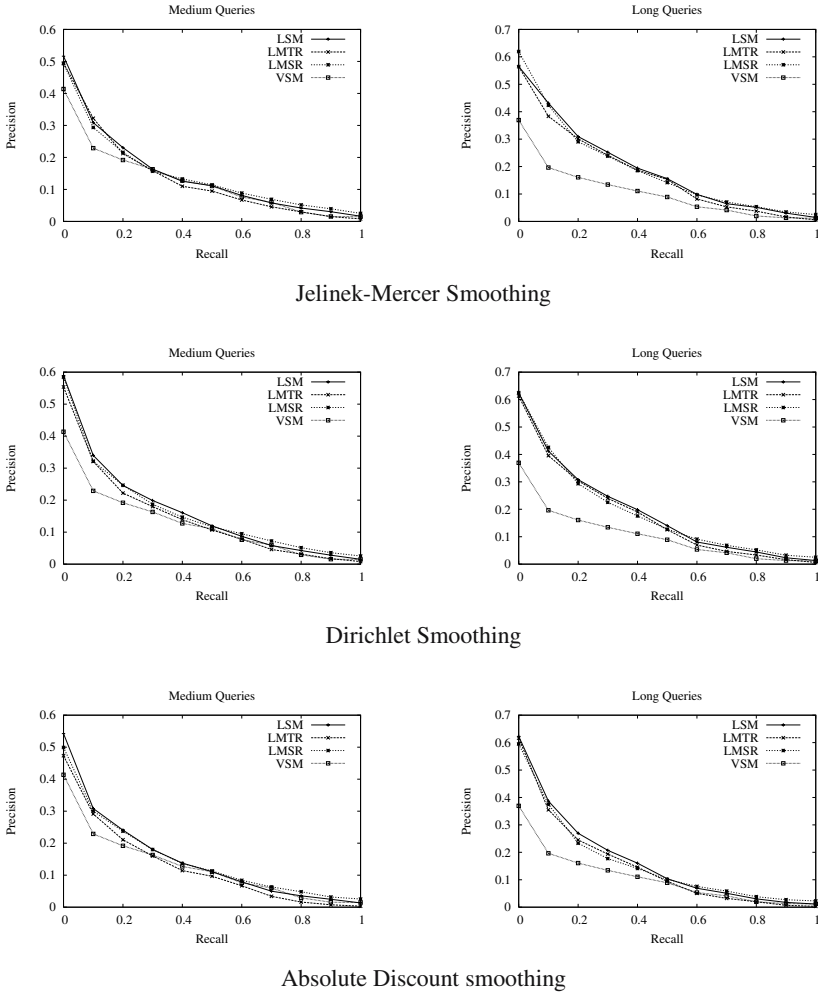 Medium Queries
0.6
0.5
0.4
0.3
0.2
0.1
0
0 0.2 0.4 0.6 0.8 1
Precision
Recall
LSM
LMTR
LMSR
VSM
Long Queries
0.7
0.6
0.5
0.4
0.3
0.2
0.1
0
0 0.2 0.4 0.6 0.8 1
Precision
Recall
LSM
LMTR
LMSR
VSM
Jelinek-Mercer Smoothing
Medium Queries
0.6
0.5
0.4
0.3
0.2
0.1
0
0 0.2 0.4 0.6 0.8 1
Precision
Recall
LSM
LMTR
LMSR
VSM
Long Queries
0.7
0.6
0.5
0.4
0.3
0.2
0.1
0
0 0.2 0.4 0.6 0.8 1
Precision
Recall
LSM
LMTR
LMSR
VSM
Dirichlet Smoothing
Medium Queries
0.6
0.5
0.4
0.3
0.2
0.1
0
0 0.2 0.4 0.6 0.8 1
Precision
Recall
LSM
LMTR
LMSR
VSM
Long Queries
0.7
0.6
0.5
0.4
0.3
0.2
0.1
0
0 0.2 0.4 0.6 0.8 1
Precision
Recall
LSM
LMTR
LMSR
VSM
Absolute Discount smoothing